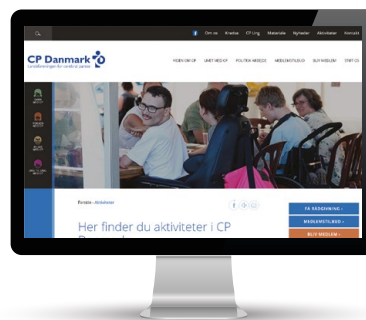 Om os Kredse CP Ung Materiale Nyheder Aktiviteter Kontakt
CP Danmark
Landsforeningen for cerebral parese
VIDEN OM CP LIVET MED CP POLITISK ARBEJDE MEDLEMSTILBUD BLIV MEDLEM STØT OS
Forside › Aktiviteter
Her finder du aktiviteter i CP
FÅ RÅDGIVNING ›
MEDLEMSTILBUD ›
BLIV MEDLEM ›